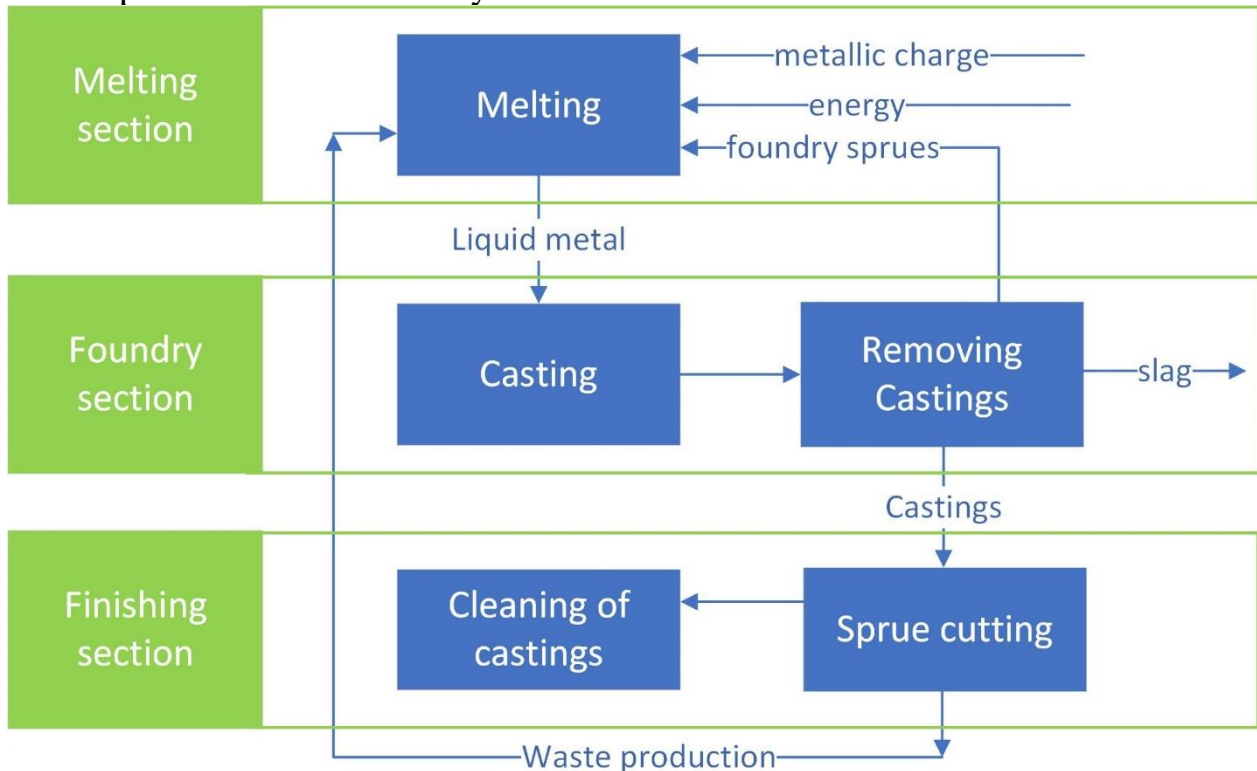 Melting
section
Melting
metallic charge
energy
foundry sprues
Liquid metal
Foundry
section
Casting
Removing
Castings
slag
Castings
Finishing
section
Cleaning of
castings
Sprue cutting
Waste production